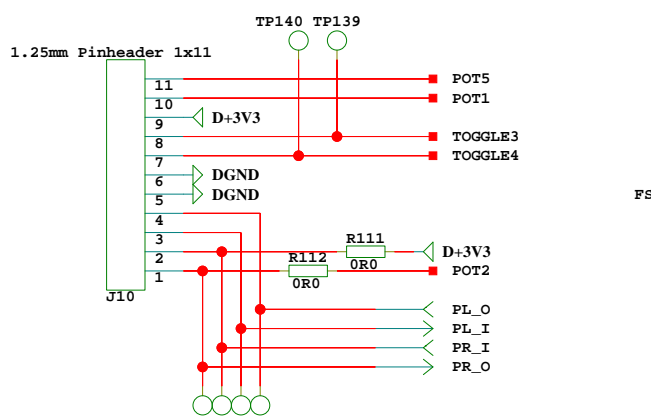 TP140 TP139
1.25mm Pinheader 1x11
11 POT5
10 POT1
9 D+3V3
8 TOGGLE3
7 TOGGLE4
6 DGND
5 DGND
FS
4
3
R111
2 0R0 D+3V3
R112
1 0R0 POT2
J10
PL_O
PL_I
PR_I
PR_O